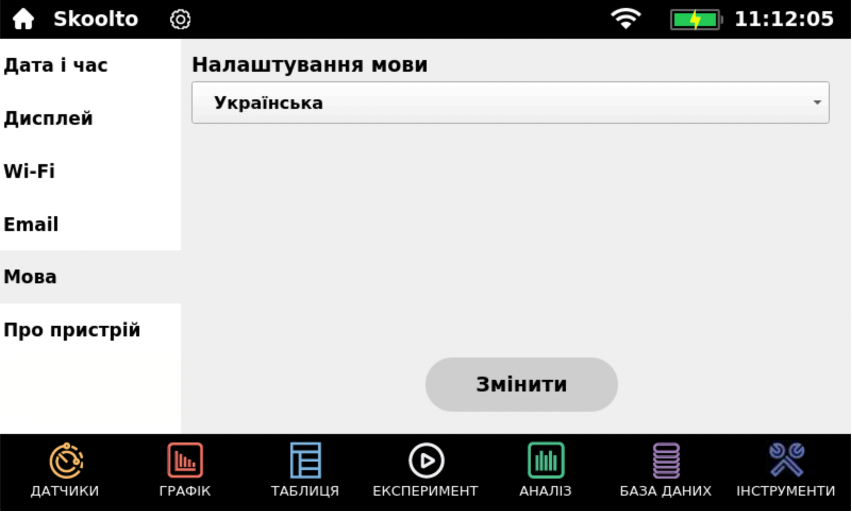 Skoolto
11:12:05
Дата і час
Дисплей
Wi-Fi
Email
Мова
Про пристрій
Налаштування мови
Українська
Змінити
ДАТЧИКИ
ГРАФІК
ТАБЛИЦЯ
ЕКСПЕРИМЕНТ
АНАЛІЗ
БАЗА ДАНИХ
ІНСТРУМЕНТИ